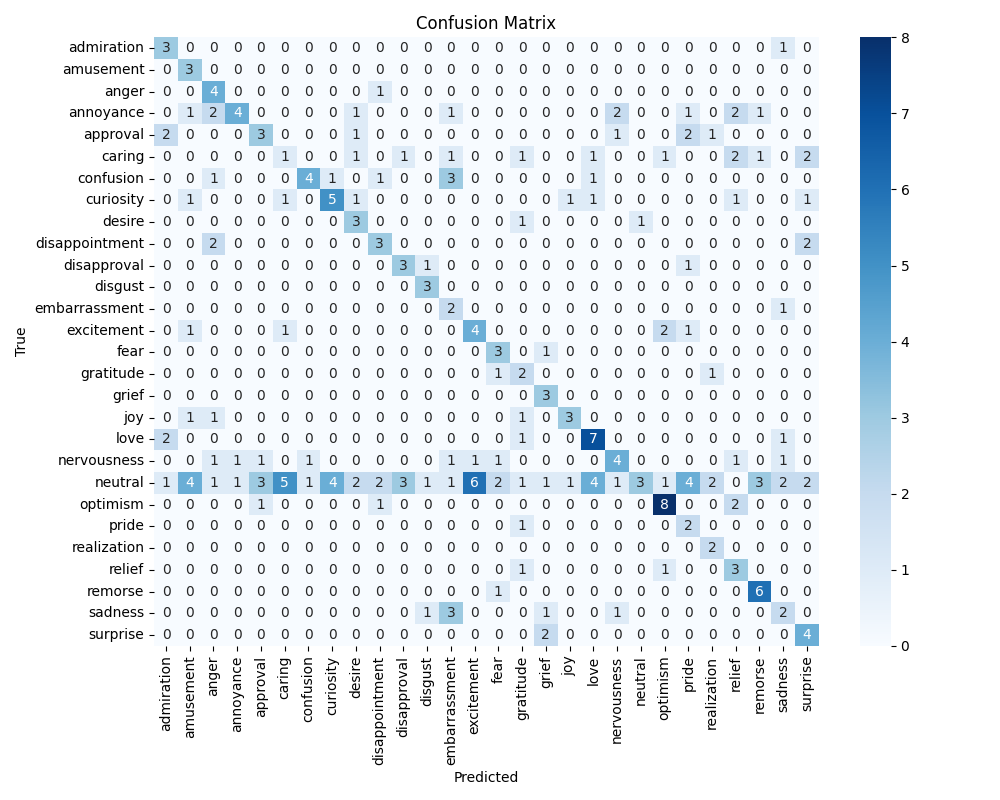 Confusion Matrix
admiration 3 0 0 0 0 0 0 0 0 0 0 0 0 0 0 0 0 0 0 0 0 0 0 0 0 0 1 0
amusement 0 3 0 0 0 0 0 0 0 0 0 0 0 0 0 0 0 0 0 0 0 0 0 0 0 0 0 0
anger 0 0 4 0 0 0 0 0 0 1 0 0 0 0 0 0 0 0 0 0 0 0 0 0 0 0 0 0
annoyance 0 1 2 4 0 0 0 0 1 0 0 0 1 0 0 0 0 0 0 2 0 0 1 0 2 1 0 0
approval 2 0 0 0 3 0 0 0 1 0 0 0 0 0 0 0 0 0 0 1 0 0 2 1 0 0 0 0
caring 0 0 0 0 0 1 0 0 1 0 1 0 1 0 0 1 0 0 1 0 0 1 0 0 2 1 0 2
confusion 0 0 1 0 0 0 4 1 0 1 0 0 3 0 0 0 0 0 1 0 0 0 0 0 0 0 0 0
curiosity 0 1 0 0 0 1 0 5 1 0 0 0 0 0 0 0 0 1 1 0 0 0 0 0 1 0 0 1
desire 0 0 0 0 0 0 0 0 3 0 0 0 0 0 0 1 0 0 0 0 1 0 0 0 0 0 0 0
disappointment 0 0 2 0 0 0 0 0 0 3 0 0 0 0 0 0 0 0 0 0 0 0 0 0 0 0 0 2
disapproval 0 0 0 0 0 0 0 0 0 0 3 1 0 0 0 0 0 0 0 0 0 0 1 0 0 0 0 0
disgust 0 0 0 0 0 0 0 0 0 0 0 3 0 0 0 0 0 0 0 0 0 0 0 0 0 0 0 0
embarrassment 0 0 0 0 0 0 0 0 0 0 0 0 2 0 0 0 0 0 0 0 0 0 0 0 0 0 1 0
excitement 0 1 0 0 0 1 0 0 0 0 0 0 0 4 0 0 0 0 0 0 0 2 1 0 0 0 0 0
fear 0 0 0 0 0 0 0 0 0 0 0 0 0 0 3 0 1 0 0 0 0 0 0 0 0 0 0 0
gratitude 0 0 0 0 0 0 0 0 0 0 0 0 0 0 1 2 0 0 0 0 0 0 0 1 0 0 0 0
grief 0 0 0 0 0 0 0 0 0 0 0 0 0 0 0 0 3 0 0 0 0 0 0 0 0 0 0 0
joy 0 1 1 0 0 0 0 0 0 0 0 0 0 0 0 1 0 3 0 0 0 0 0 0 0 0 0 0
love 2 0 0 0 0 0 0 0 0 0 0 0 0 0 0 1 0 0 7 0 0 0 0 0 0 0 1 0
nervousness 0 0 1 1 1 0 1 0 0 0 0 0 1 1 1 0 0 0 0 4 0 0 0 0 1 0 1 0
neutral 1 4 1 1 3 5 1 4 2 2 3 1 1 6 2 1 1 1 4 1 3 1 4 2 0 3 2 2
optimism 0 0 0 0 1 0 0 0 0 1 0 0 0 0 0 0 0 0 0 0 0 8 0 0 2 0 0 0
pride 0 0 0 0 0 0 0 0 0 0 0 0 0 0 0 1 0 0 0 0 0 0 2 0 0 0 0 0
realization 0 0 0 0 0 0 0 0 0 0 0 0 0 0 0 0 0 0 0 0 0 0 0 2 0 0 0 0
relief 0 0 0 0 0 0 0 0 0 0 0 0 0 0 0 1 0 0 0 0 0 1 0 0 3 0 0 0
remorse 0 0 0 0 0 0 0 0 0 0 0 0 0 0 1 0 0 0 0 0 0 0 0 0 0 6 0 0
sadness 0 0 0 0 0 0 0 0 0 0 0 1 3 0 0 0 1 0 0 1 0 0 0 0 0 0 2 0
surprise 0 0 0 0 0 0 0 0 0 0 0 0 0 0 0 0 2 0 0 0 0 0 0 0 0 0 0 4
True
admiration
amusement
anger
annoyance
approval
caring
confusion
curiosity
desire
disappointment
disapproval
disgust
embarrassment
excitement
fear
gratitude
grief
joy
love
nervousness
neutral
optimism
pride
realization
relief
remorse
sadness
surprise
Predicted
8
7
6
5
4
3
2
1
0